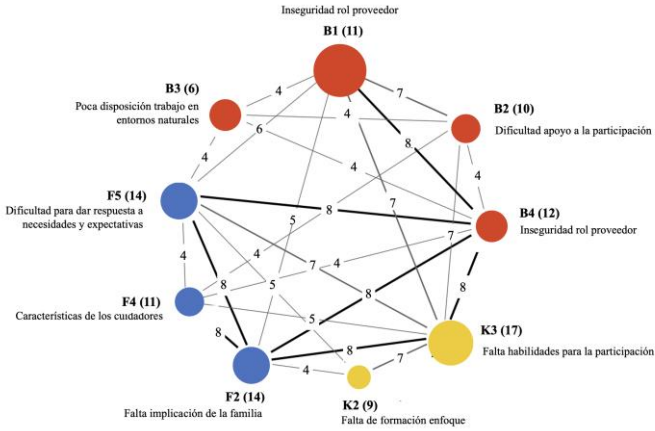 Inseguridad rol proveedor
B1 (11)
B3 (6)
Poca disposición trabajo en
entornos naturales
4
7
B2 (10)
Dificultad apoyo a la participación
4
6
8
4
4
4
F5 (14)
Dificultad para dar respuesta a
necesidades y expectativas
B4 (12)
Inseguridad rol proveedor
7
8
5
7
4
7
4
4
8
5
8
8
F4 (11)
Características de los cuidadores
5
8
K3 (17)
Falta habilidades para la participación
8
7
4
F2 (14)
Falta implicación de la familia
K2 (9)
Falta de formación enfoque